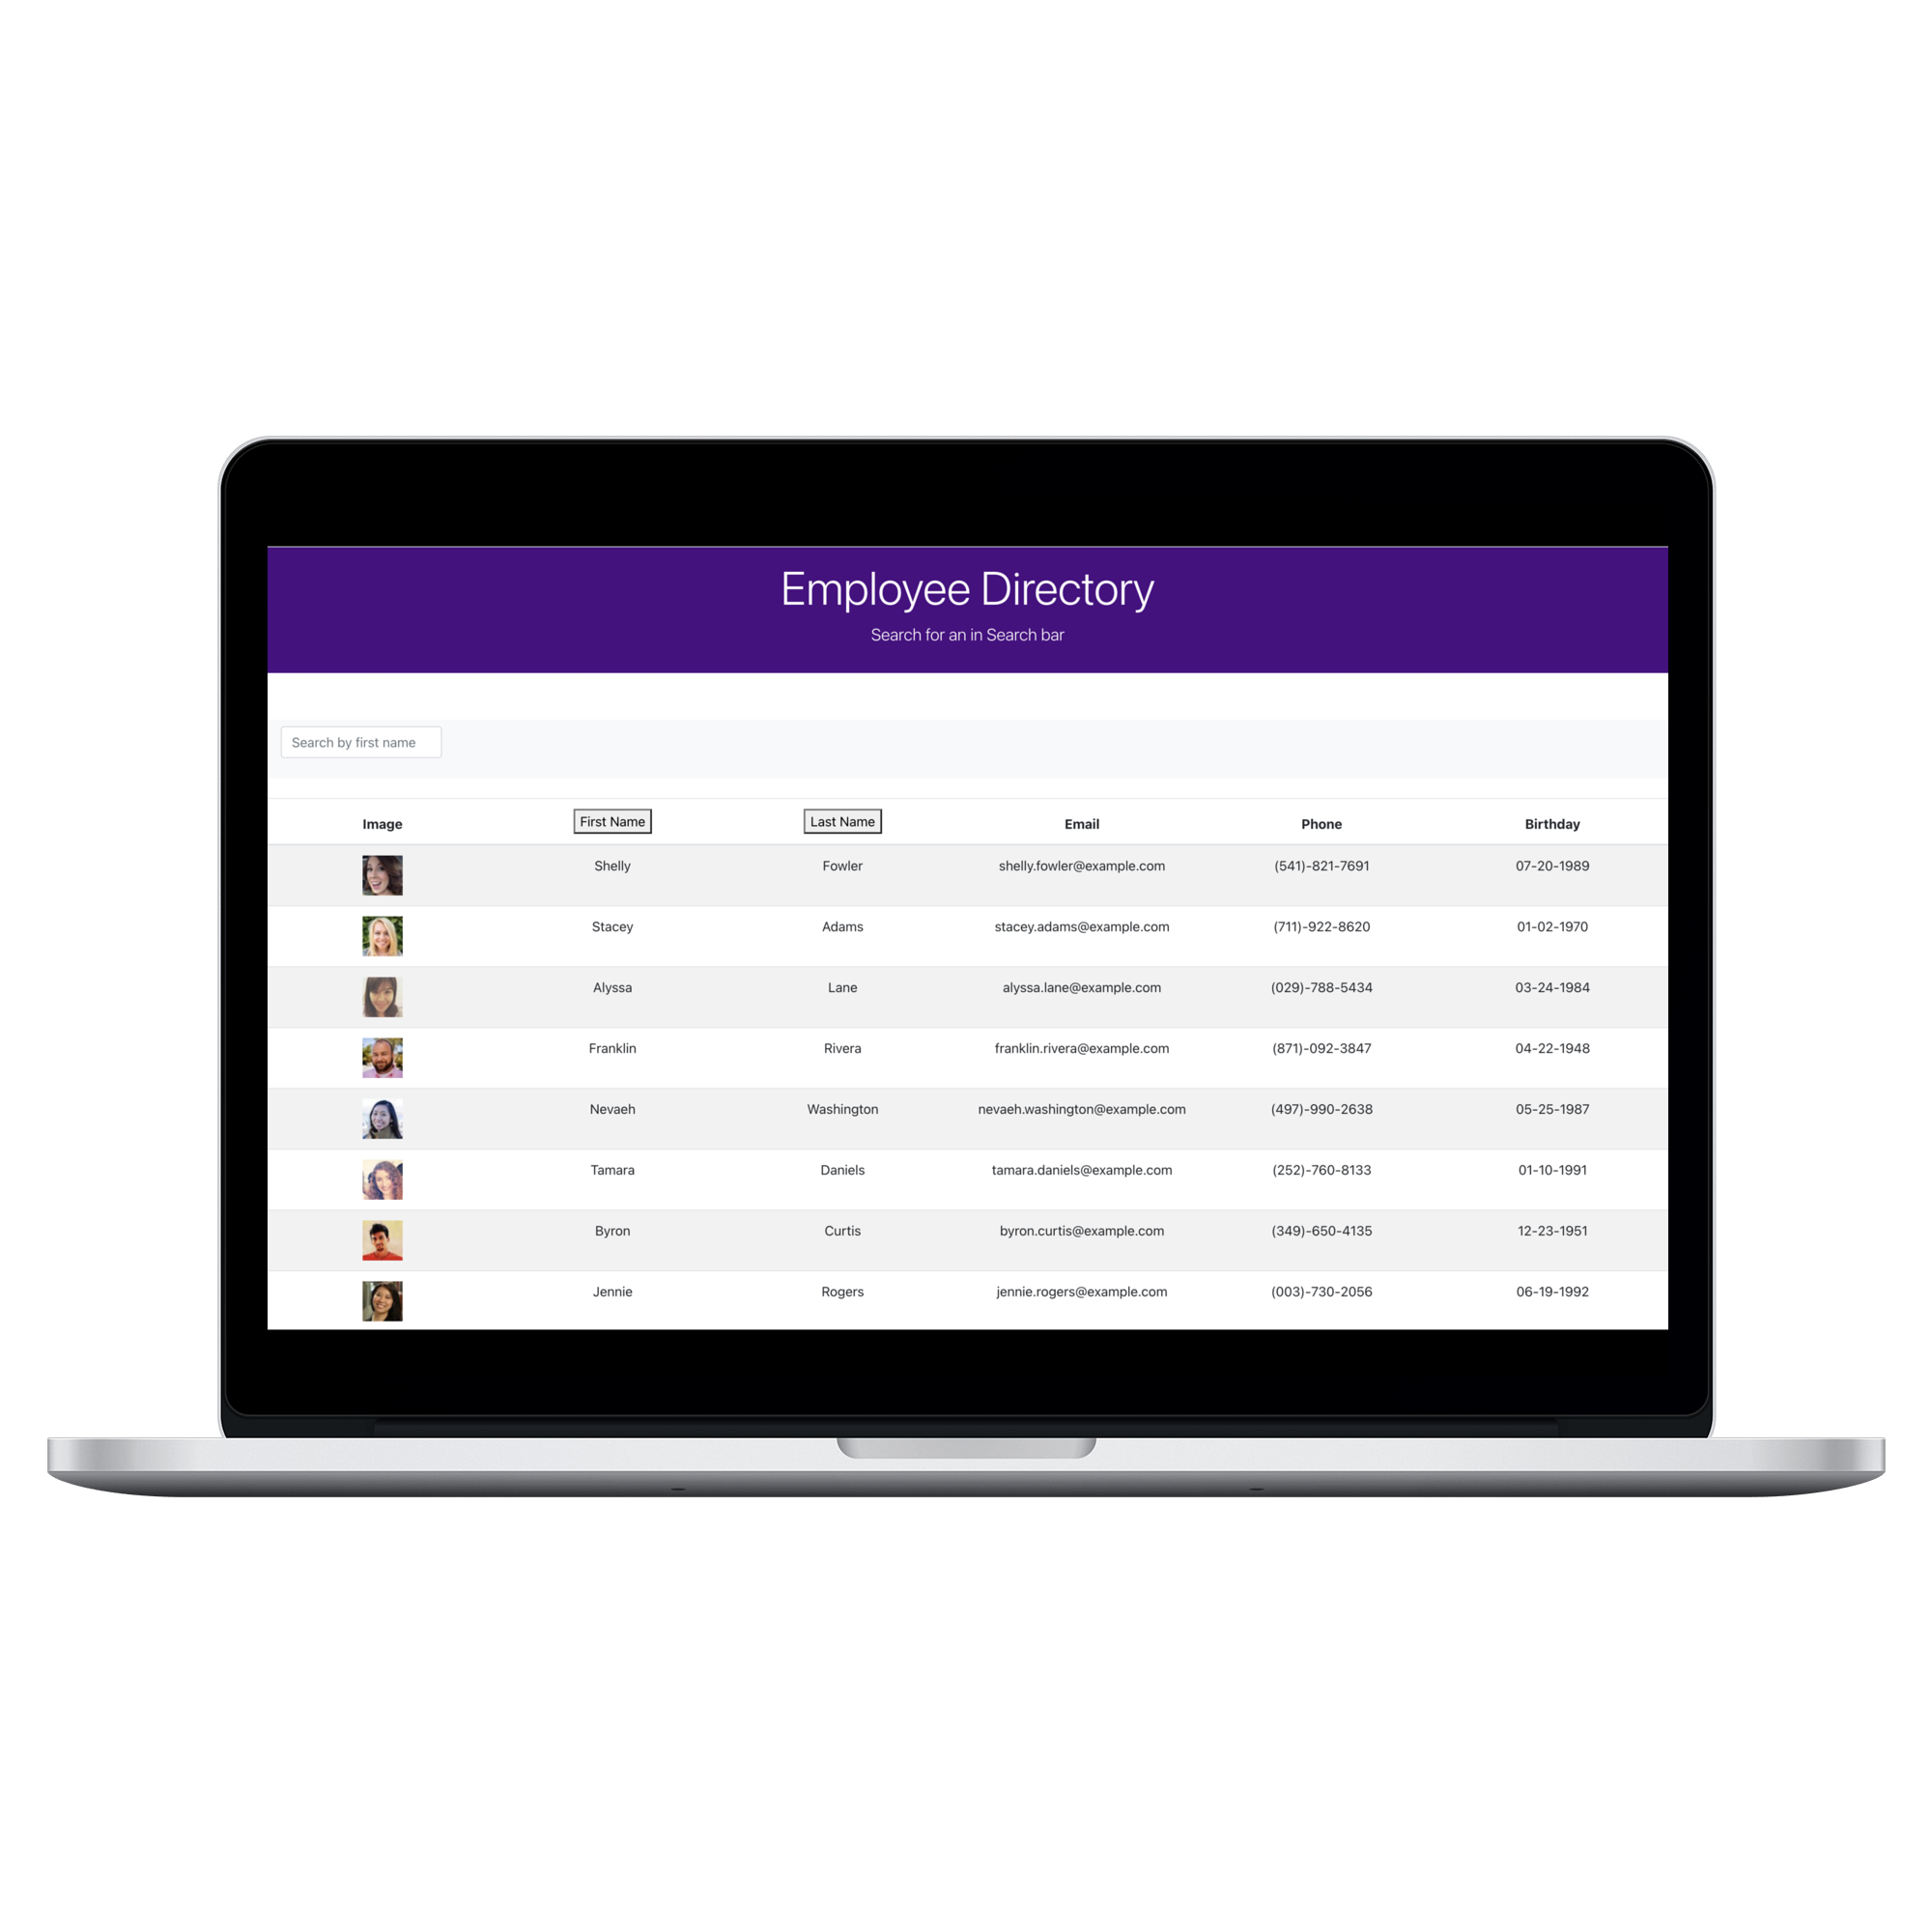 Employee Directory
Search for an in Search bar
Search by first name
Image First Name Last Name Email Phone Birthday
Shelly Fowler shelly.fowler@example.com (541)-821-7691 07-20-1989
Stacey Adams stacey.adams@example.com (711)-922-8620 01-02-1970
Alyssa Lane alyssa.lane@example.com (029)-788-5434 03-24-1984
Franklin Rivera franklin.rivera@example.com (871)-092-3847 04-22-1948
Nevaeh Washington nevaeh.washington@example.com (497)-990-2638 05-25-1987
Tamara Daniels tamara.daniels@example.com (252)-760-8133 01-10-1991
Byron Curtis byron.curtis@example.com (349)-650-4135 12-23-1951
Jennie Rogers jennie.rogers@example.com (003)-730-2056 06-19-1992